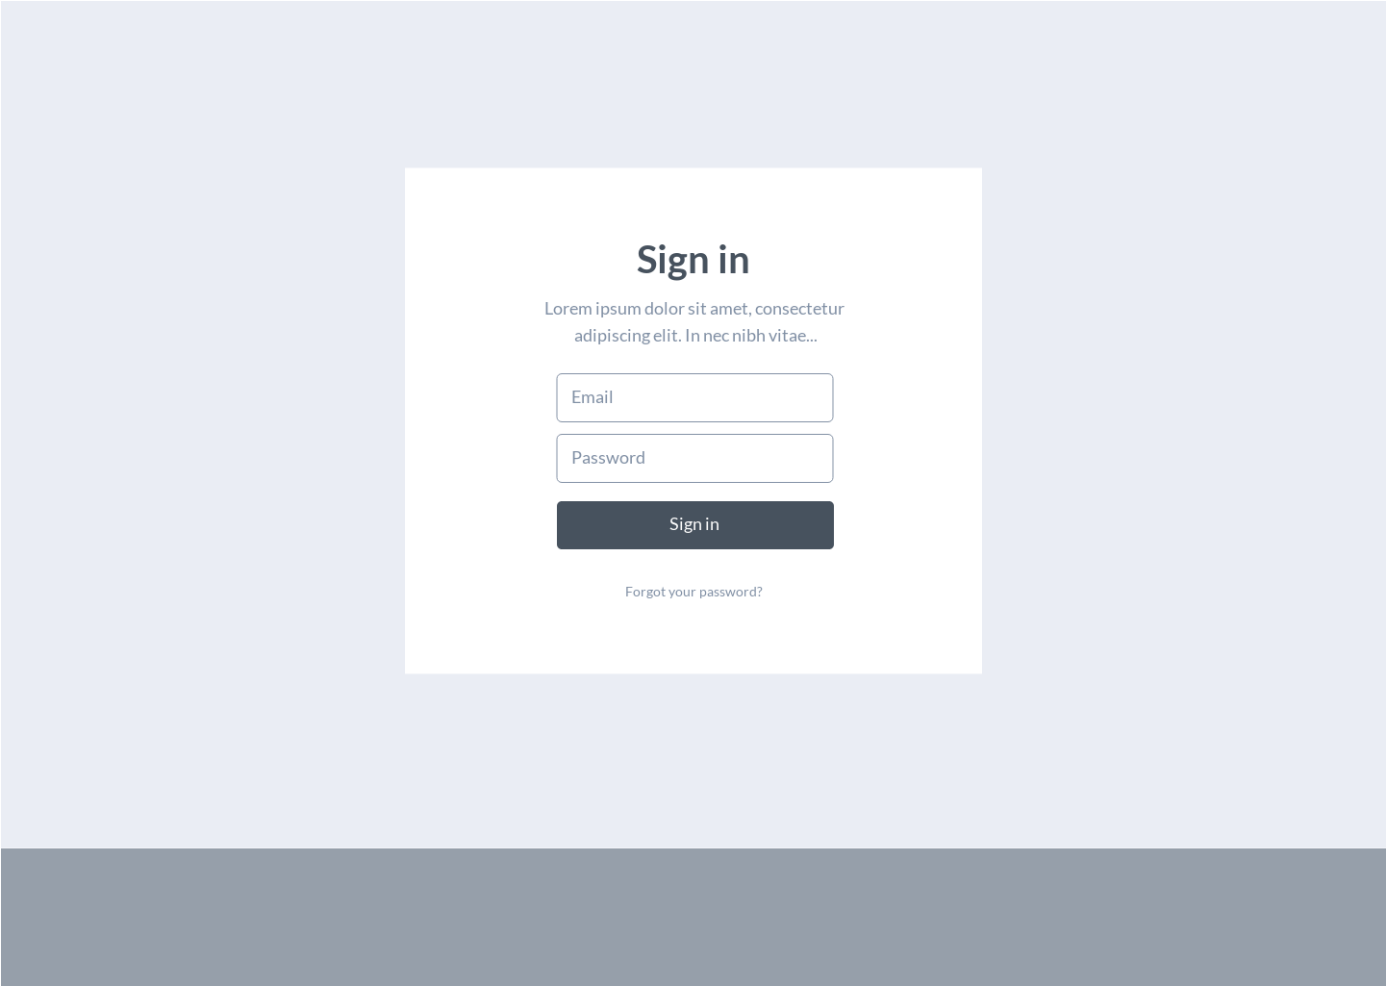 Sign in
Lorem ipsum dolor sit amet, consectetur
adipiscing elit. In nec nibh vitae...
Email
Password
Sign in
Forgot your password?